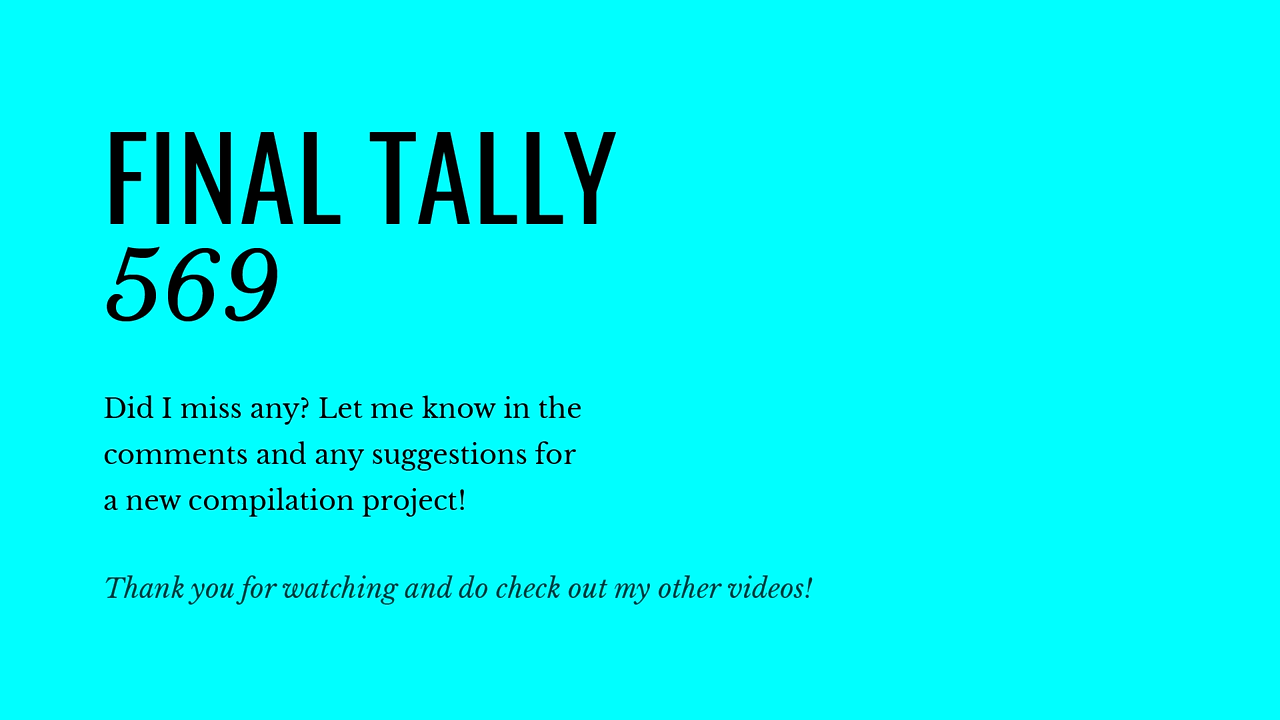 FINAL TALLY
569
Did I miss any? Let me know in the
comments and any suggestions for
a new compilation project!
Thank you for watching and do check out my other videos!